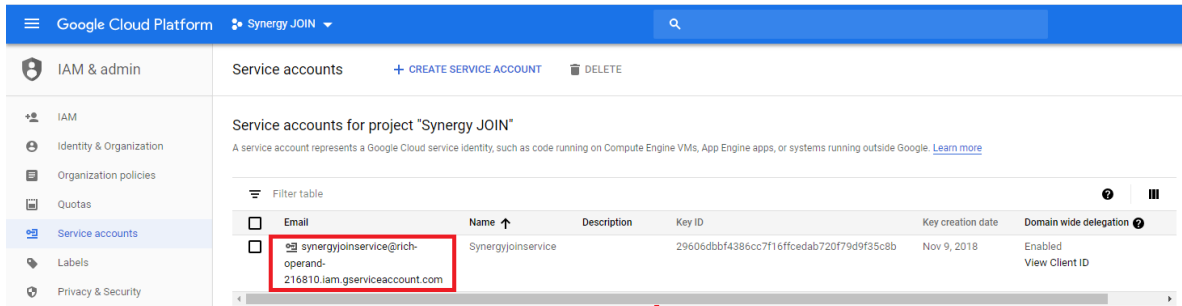 Google Cloud Platform Synergy JOIN
IAM & admin
Service accounts
CREATE SERVICE ACCOUNT
DELETE
IAM
Identity & Organization
Organization policies
Quotas
Service accounts
Labels
Privacy & Security
Service accounts for project "Synergy JOIN"
A service account represents a Google Cloud service identity, such as code running on Compute Engine VMs, App Engine apps, or systems running outside Google. Learn more
Filter table
Email Name Description Key ID Key creation date Domain wide delegation
synergyjoinservice@rich- Synergyjoinservice 29606dbbf4386cc7f16ffcedab720f79d9f35c8b Nov 9, 2018 Enabled
operand- View Client ID
216810.iam.gserviceaccount.com